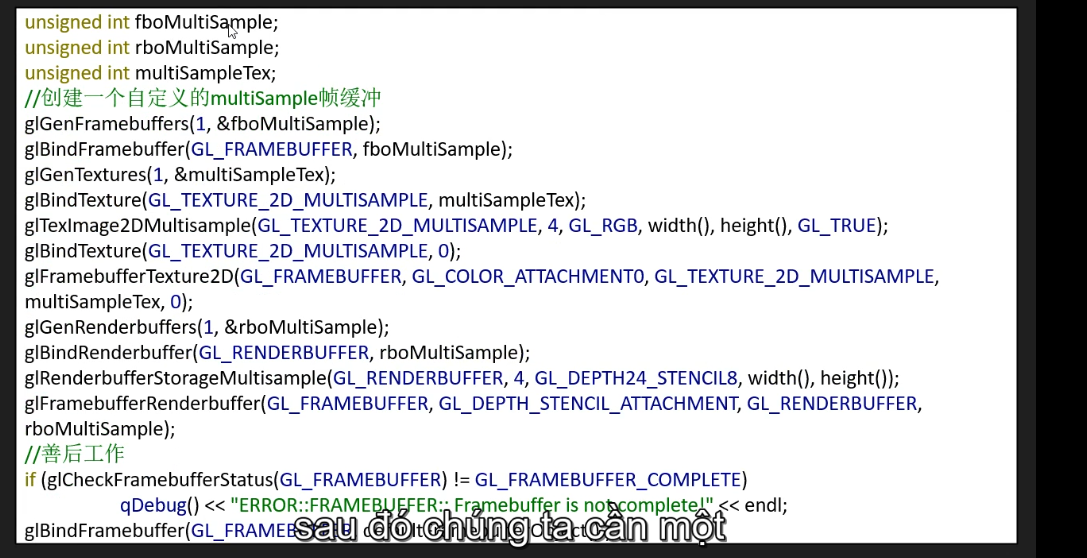 unsigned int fboMultiSample;
unsigned int rboMultiSample;
unsigned int multiSampleTex;
//创建一个自定义的multiSample帧缓冲
glGenFramebuffers(1, &fboMultiSample);
glBindFramebuffer(GL_FRAMEBUFFER, fboMultiSample);
glGenTextures(1, &multiSampleTex);
glBindTexture(GL_TEXTURE_2D_MULTISAMPLE, multiSampleTex);
glTexImage2DMultisample(GL_TEXTURE_2D_MULTISAMPLE, 4, GL_RGB, width(), height(), GL_TRUE);
glBindTexture(GL_TEXTURE_2D_MULTISAMPLE, 0);
glFramebufferTexture2D(GL_FRAMEBUFFER, GL_COLOR_ATTACHMENT0, GL_TEXTURE_2D_MULTISAMPLE,
multiSampleTex, 0);
glGenRenderbuffers(1, &rboMultiSample);
glBindRenderbuffer(GL_RENDERBUFFER, rboMultiSample);
glRenderbufferStorageMultisample(GL_RENDERBUFFER, 4, GL_DEPTH24_STENCIL8, width(), height());
glFramebufferRenderbuffer(GL_FRAMEBUFFER, GL_DEPTH_STENCIL_ATTACHMENT, GL_RENDERBUFFER,
rboMultiSample);
//善后工作
if (glCheckFramebufferStatus(GL_FRAMEBUFFER) != GL_FRAMEBUFFER_COMPLETE)
qDebug() << "ERROR::FRAMEBUFFER:: Framebuffer is not complete!" << endl;
glBindFramebuffer(GL_FRAMEBUFFER,
sau đó chúng ta cần một